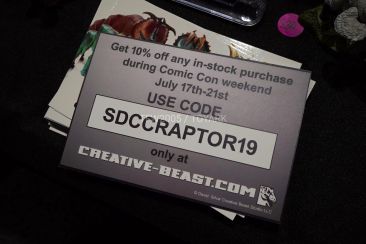 Get 10% off any in-stock purchase
during Comic Con weekend
July 17th-21st
USE CODE
SDCCRAPTOR19
only at
CREATIVE-BEAST.COM